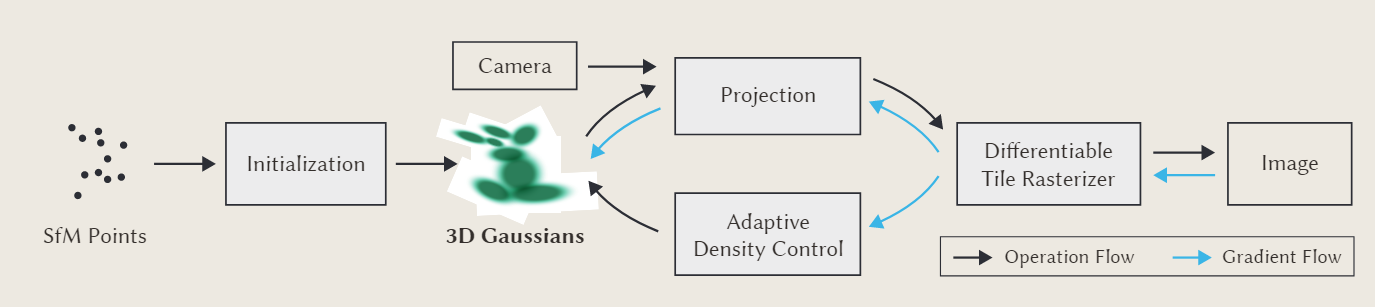 Camera
Projection
Initialization
Differentiable
Tile Rasterizer
Image
SfM Points
3D Gaussians
Adaptive
Density Control
Operation Flow
Gradient Flow